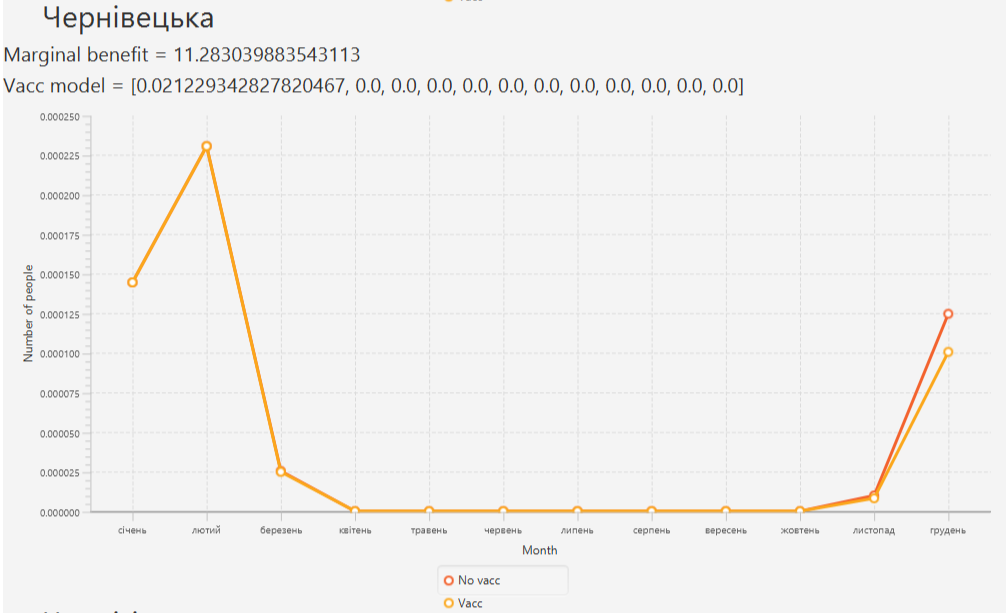 Чернівецька
Marginal benefit = 11.283039883543113
Vacc model = [0.021229342827820467, 0.0, 0.0, 0.0, 0.0, 0.0, 0.0, 0.0, 0.0, 0.0, 0.0, 0.0]
0.000250
0.000225
0.000200
0.000175
0.000150
0.000125
0.000100
0.000075
0.000050
0.000025
0.000000
Number of people
січень лютий березень квітень травень червень липень серпень вересень жовтень листопад грудень
Month
No vacc
Vacc